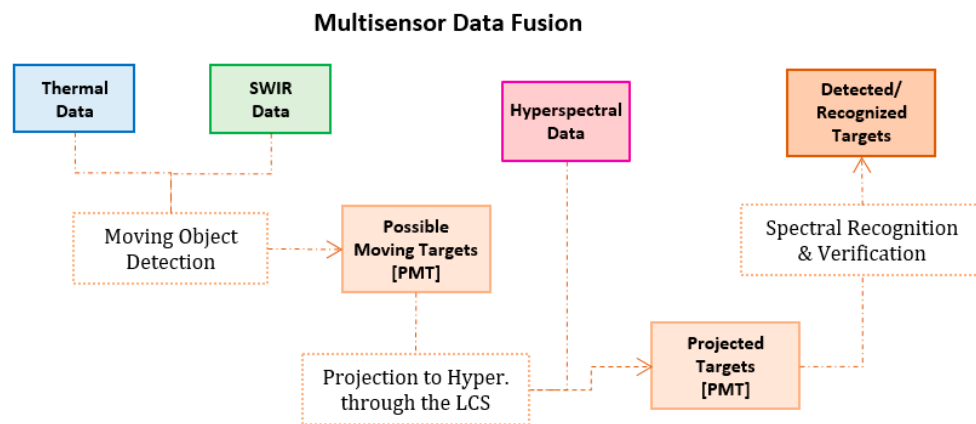 Multisensor Data Fusion
Thermal
Data
SWIR
Data
Hyperspectral
Data
Detected/
Recognized
Targets
Moving Object
Detection
Possible
Moving Targets
[PMT]
Spectral Recognition
& Verification
Projection to Hyper.
through the LCS
Projected
Targets
[PMT]